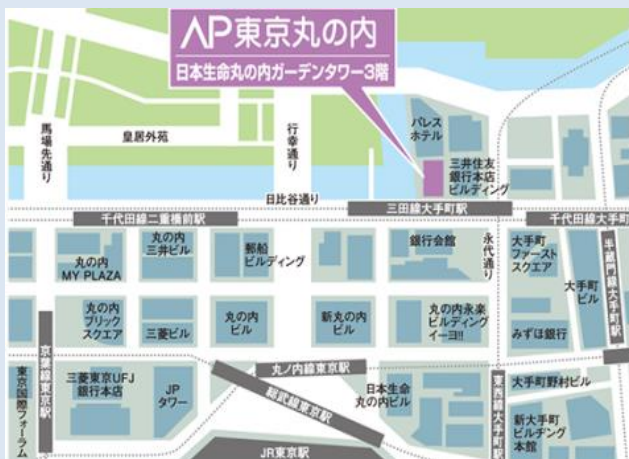 AP東京丸の内
日本生命丸の内ガーデンタワー3階
馬場先通り
皇居外苑
行幸通り
パレス
ホテル
三井住友
銀行本店
ビルディング
日比谷通り
三田線大手町駅
千代田線二重橋前駅
千代田線大手町
丸の内
MY PLAZA
丸の内
三井ビル
郵船
ビルディング
銀行会館
永代通り
大手町
ファースト
スクエア
大手町
ビル
半蔵門線大手町駅
丸の内
ブリック
スクエア
三菱ビル
丸の内
ビル
新丸の内
ビル
丸の内永楽
ビルディング
イーヨ!!
みずほ銀行
京葉線東京駅
丸ノ内線東京駅
東京国際フォーラム
三菱東京UFJ
銀行本店
JP
タワー
総武線東京駅
日本生命
丸の内ビル
東西線大手町駅
大手町野村ビル
新大手町
ビルヂング
本館
JR東京駅